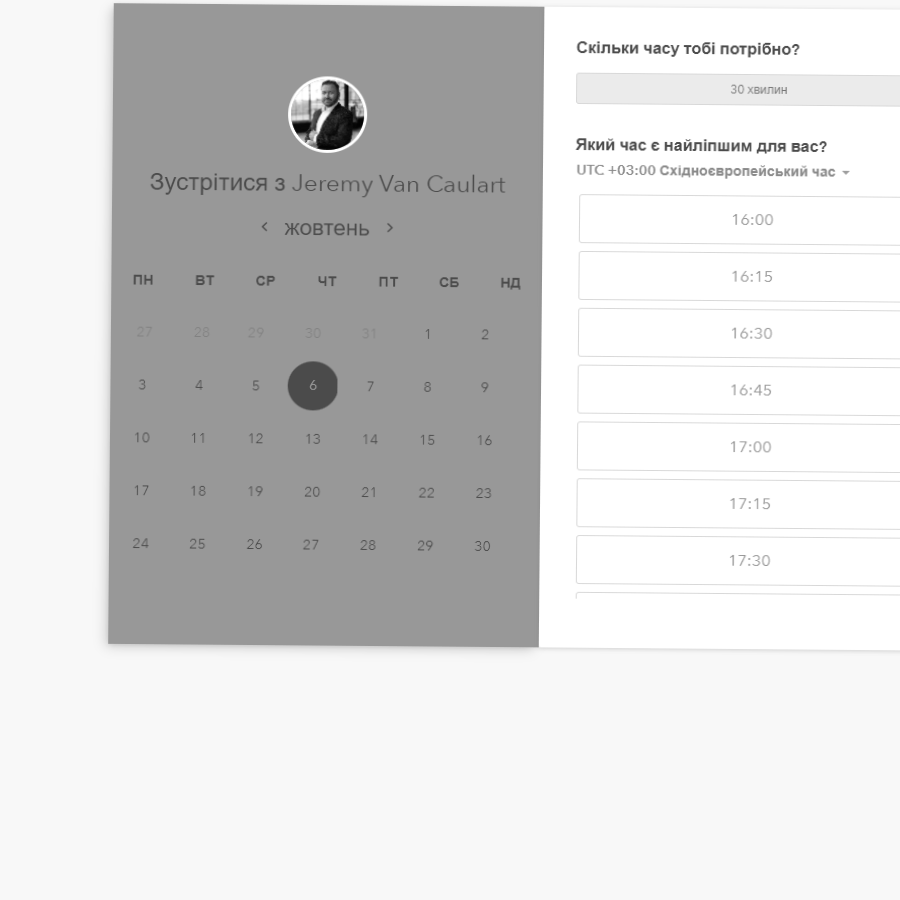 Зустрітися з Jeremy Van Caulart
жовтень
ПН ВТ СР ЧТ ПТ СБ НД
27 28 29 30 31 1 2
3 4 5 6 7 8 9
10 11 12 13 14 15 16
17 18 19 20 21 22 23
24 25 26 27 28 29 30
Скільки часу тобі потрібно?
30 хвилин
Який час є найліпшим для вас?
UTC +03:00 Східноєвропейський час
16:00
16:15
16:30
16:45
17:00
17:15
17:30